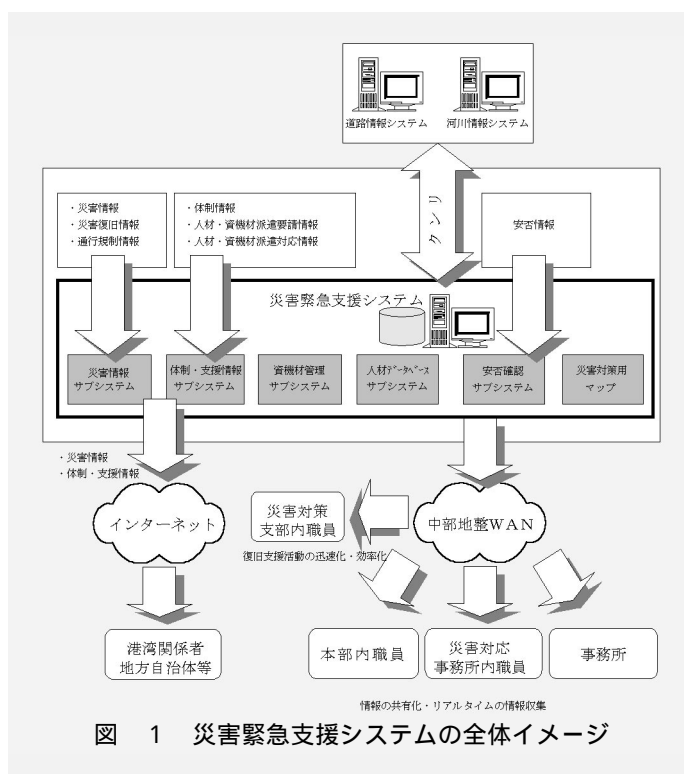 道路情報システム
河川情報システム
リンク
・災害情報
・災害復旧情報
・通行規制情報
・体制情報
・人材・資機材派遣要請情報
・人材・資機材派遣対応情報
安否情報
災害緊急支援システム
災害情報
サブシステム
体制・支援情報
サブシステム
資機材管理
サブシステム
人材ﾃﾞｰﾀﾍﾞｰｽ
サブシステム
安否確認
サブシステム
災害対策用
マップ
・災害情報
・体制・支援情報
インターネット
災害対策
支部内職員
中部地整WAN
復旧支援活動の迅速化・効率化
港湾関係者
地方自治体等
本部内職員
災害対応
事務所内職員
事務所
情報の共有化・リアルタイムの情報収集
図 1 災害緊急支援システムの全体イメージ